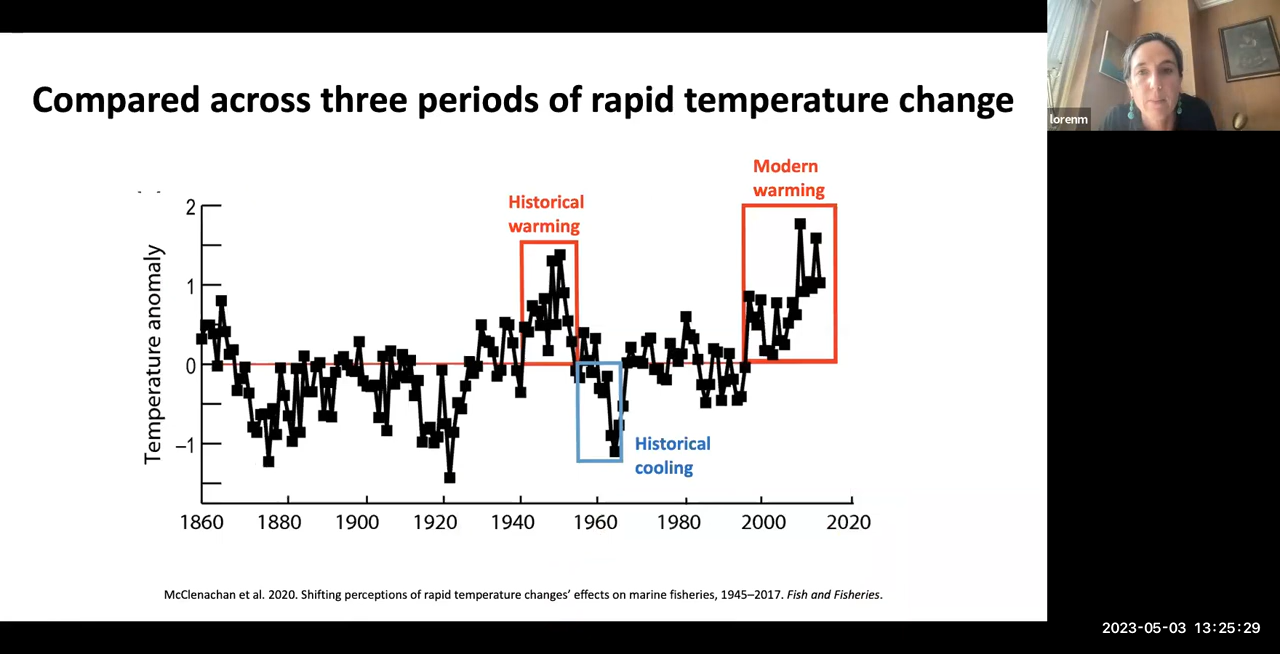 Compared across three periods of rapid temperature change
lorenm
Modern
warming
Historical
warming
2
1
0
−1
Temperature anomaly
Historical
cooling
1860 1880 1900 1920 1940 1960 1980 2000 2020
McClenachan et al. 2020. Shifting perceptions of rapid temperature changes’ effects on marine fisheries, 1945–2017. Fish and Fisheries.
2023-05-03 13:25:29